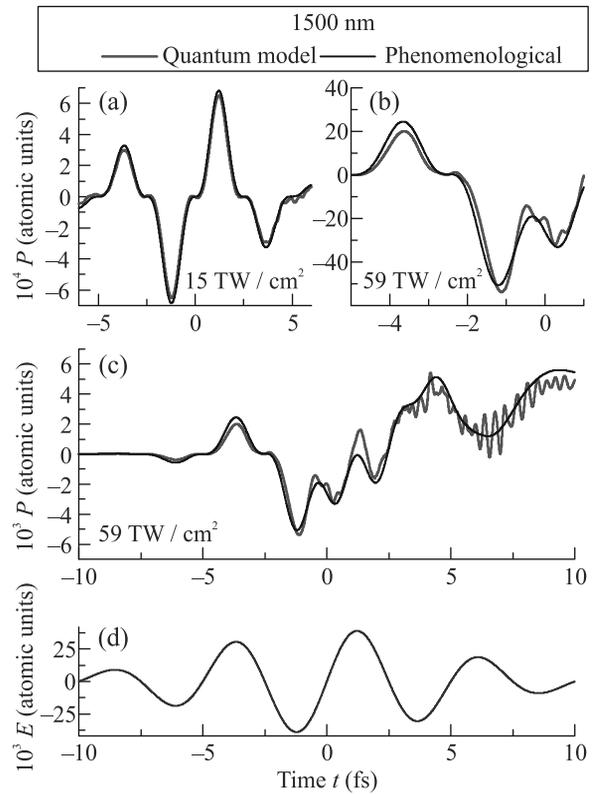 1500 nm
Quantum model Phenomenological
(a)
10⁴ P (atomic units)
6
4
2
0
−2
−4
−6
15 TW / cm²
−5 0 5
(b)
40
20
0
−20
−40
59 TW / cm²
−4 −2 0
(c)
10³ P (atomic units)
6
4
2
0
−2
−4
−6
59 TW / cm²
−10 −5 0 5 10
(d)
10³ E (atomic units)
25
0
−25
−10 −5 0 5 10
Time t (fs)